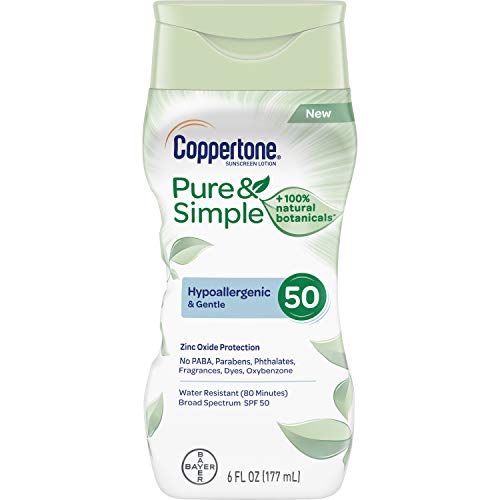 New
Coppertone®
SUNSCREEN LOTION
Pure&
Simple
+100%
natural
botanicals*
Hypoallergenic
& Gentle
50
Zinc Oxide Protection
No PABA, Parabens, Phthalates,
Fragrances, Dyes, Oxybenzone
Water Resistant (80 Minutes)
Broad Spectrum SPF 50
BAYER
BAYER
6 FL OZ (177 mL)